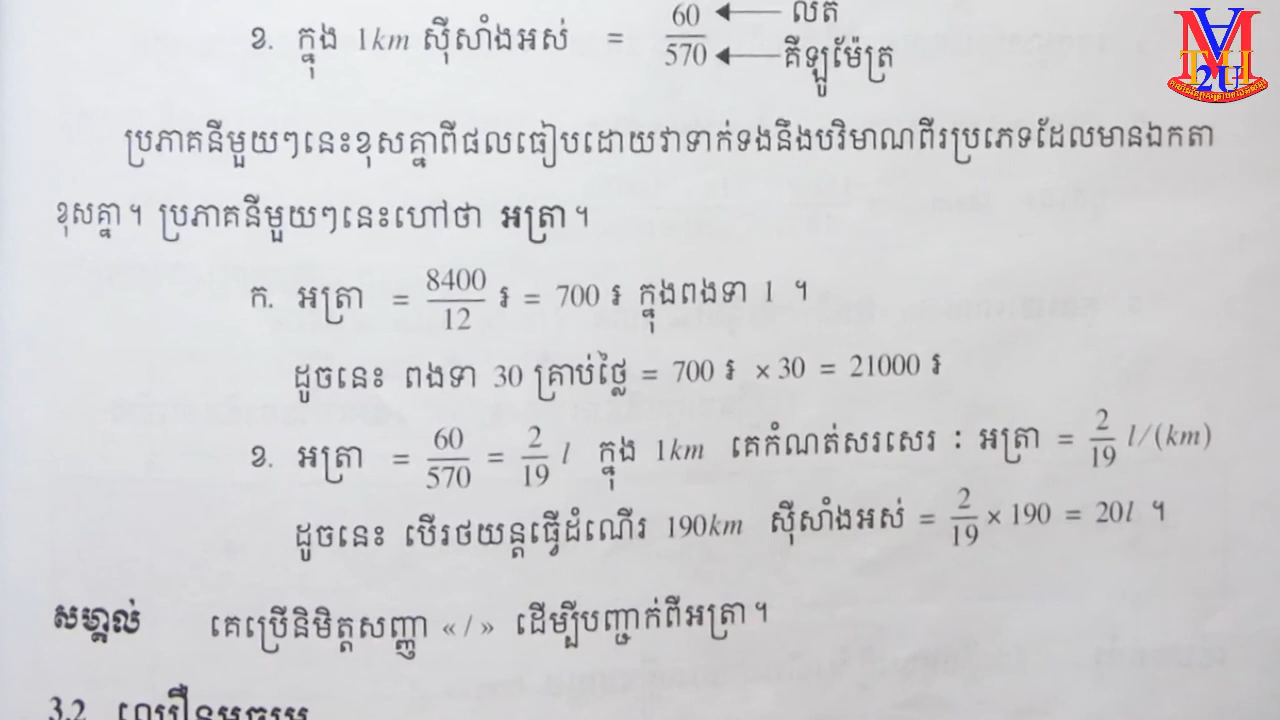 ខ. ក្នុង 1km ស៊ីសាំងអស់ = 60/570 លីត គីឡូម៉ែត្រ
ប្រភាគនីមួយៗនេះខុសគ្នាពីផលធៀបដោយវាទាក់ទងនឹងបរិមាណពីរប្រភេទដែលមានឯកតា
ខុសគ្នា។ ប្រភាគនីមួយៗនេះហៅថា អត្រា។
ក. អត្រា = 8400/12 ៛ = 700 ៛ ក្នុងពងទា 1 ។
ដូចនេះ ពងទា 30 គ្រាប់ថ្លៃ = 700 ៛ × 30 = 21000 ៛
ខ. អត្រា = 60/570 = 2/19 l ក្នុង 1km គេកំណត់សរសេរ : អត្រា = 2/19 l/(km)
ដូចនេះ បើរថយន្តធ្វើដំណើរ 190km ស៊ីសាំងអស់ = 2/19 × 190 = 20l ។
សម្គាល់ គេប្រើនិមិត្តសញ្ញា «/» ដើម្បីបញ្ជាក់ពីអត្រា។
3.2